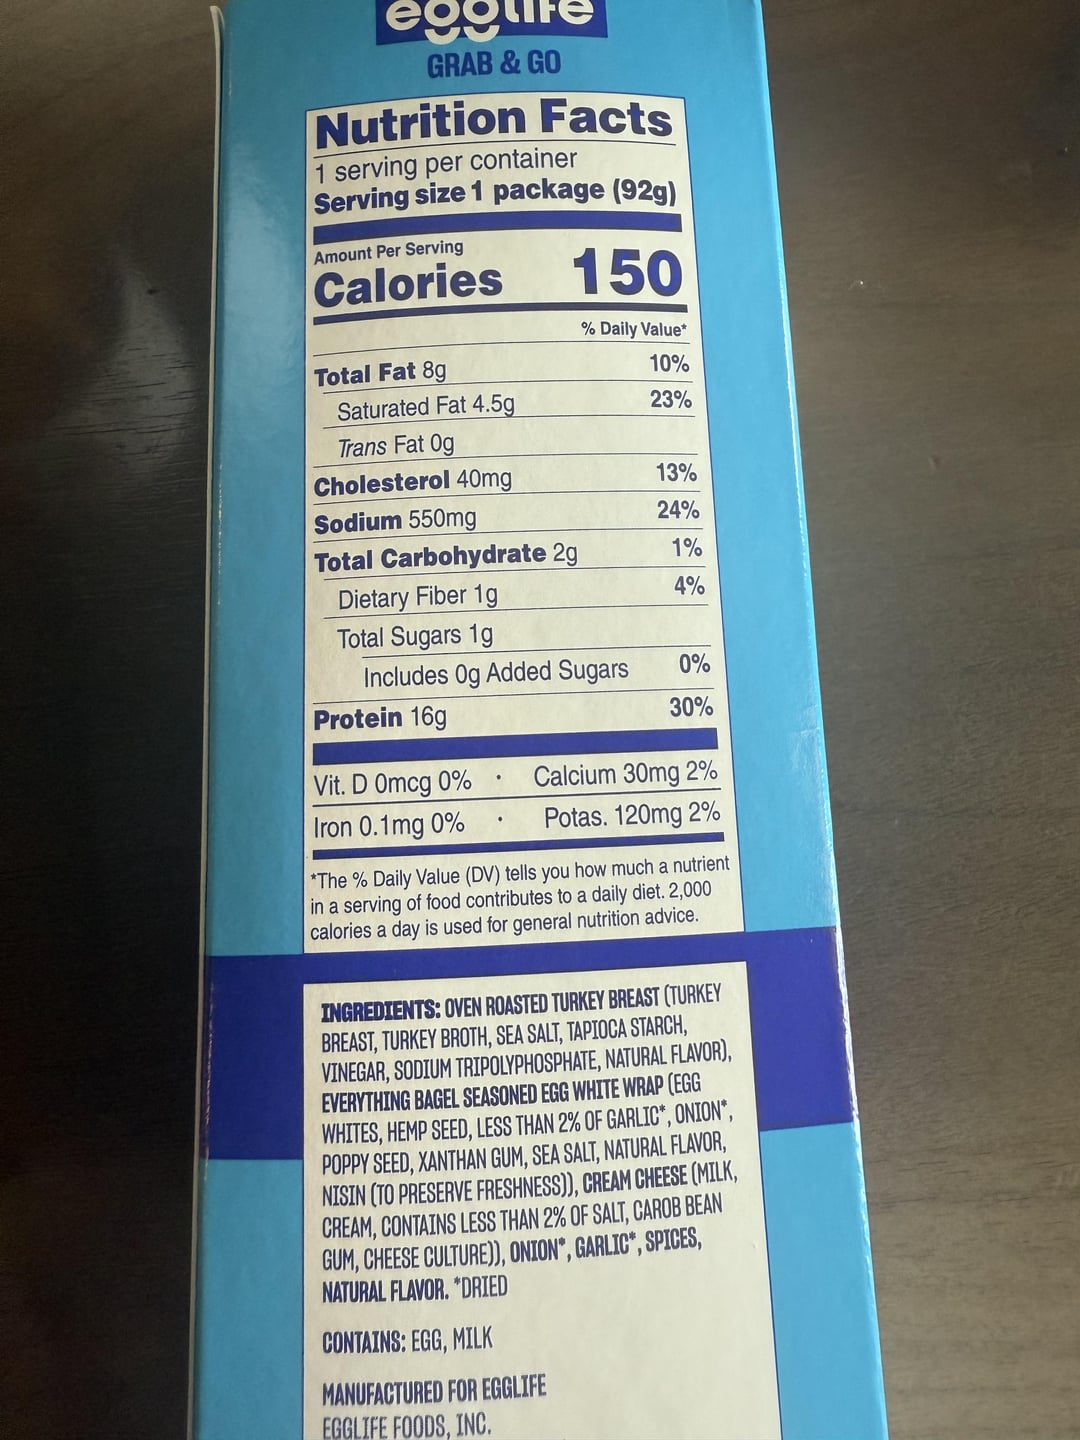 egglife
GRAB & GO
Nutrition Facts
1 serving per container
Serving size 1 package (92g)
Amount Per Serving
Calories 150
% Daily Value*
Total Fat 8g 10%
Saturated Fat 4.5g 23%
Trans Fat 0g
Cholesterol 40mg 13%
Sodium 550mg 24%
Total Carbohydrate 2g 1%
Dietary Fiber 1g 4%
Total Sugars 1g
Includes 0g Added Sugars 0%
Protein 16g 30%
Vit. D 0mcg 0% • Calcium 30mg 2%
Iron 0.1mg 0% • Potas. 120mg 2%
*The % Daily Value (DV) tells you how much a nutrient
in a serving of food contributes to a daily diet. 2,000
calories a day is used for general nutrition advice.
INGREDIENTS: OVEN ROASTED TURKEY BREAST (TURKEY
BREAST, TURKEY BROTH, SEA SALT, TAPIOCA STARCH,
VINEGAR, SODIUM TRIPOLYPHOSPHATE, NATURAL FLAVOR),
EVERYTHING BAGEL SEASONED EGG WHITE WRAP (EGG
WHITES, HEMP SEED, LESS THAN 2% OF GARLIC*, ONION*,
POPPY SEED, XANTHAN GUM, SEA SALT, NATURAL FLAVOR,
NISIN (TO PRESERVE FRESHNESS)), CREAM CHEESE (MILK,
CREAM, CONTAINS LESS THAN 2% OF SALT, CAROB BEAN
GUM, CHEESE CULTURE)), ONION*, GARLIC*, SPICES,
NATURAL FLAVOR. *DRIED
CONTAINS: EGG, MILK
MANUFACTURED FOR EGGLIFE
EGGLIFE FOODS, INC.